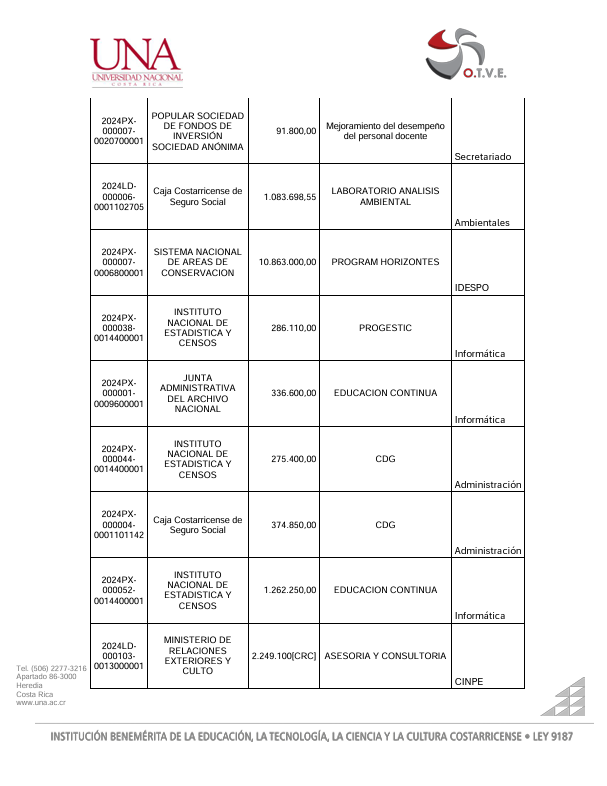 UNA
UNIVERSIDAD NACIONAL
COSTA RICA
O.T.V.E.
2024PX-
000007-
0020700001
POPULAR SOCIEDAD
DE FONDOS DE
INVERSIÓN
SOCIEDAD ANÓNIMA
91.800,00
Mejoramiento del desempeño
del personal docente
Secretariado
2024LD-
000006-
0001102705
Caja Costarricense de
Seguro Social
1.083.698,55
LABORATORIO ANALISIS
AMBIENTAL
Ambientales
2024PX-
000007-
0006800001
SISTEMA NACIONAL
DE AREAS DE
CONSERVACION
10.863.000,00
PROGRAM HORIZONTES
IDESPO
2024PX-
000038-
0014400001
INSTITUTO
NACIONAL DE
ESTADISTICA Y
CENSOS
286.110,00
PROGESTIC
Informática
2024PX-
000001-
0009600001
JUNTA
ADMINISTRATIVA
DEL ARCHIVO
NACIONAL
336.600,00
EDUCACION CONTINUA
Informática
2024PX-
000044-
0014400001
INSTITUTO
NACIONAL DE
ESTADISTICA Y
CENSOS
275.400,00
CDG
Administración
2024PX-
000004-
0001101142
Caja Costarricense de
Seguro Social
374.850,00
CDG
Administración
2024PX-
000052-
0014400001
INSTITUTO
NACIONAL DE
ESTADISTICA Y
CENSOS
1.262.250,00
EDUCACION CONTINUA
Informática
2024LD-
000103-
0013000001
MINISTERIO DE
RELACIONES
EXTERIORES Y
CULTO
2.249.100[CRC]
ASESORIA Y CONSULTORIA
CINPE
Tel. (506) 2277-3216
Apartado 86-3000
Heredia
Costa Rica
www.una.ac.cr
INSTITUCIÓN BENEMÉRITA DE LA EDUCACIÓN, LA TECNOLOGÍA, LA CIENCIA Y LA CULTURA COSTARRICENSE • LEY 9187